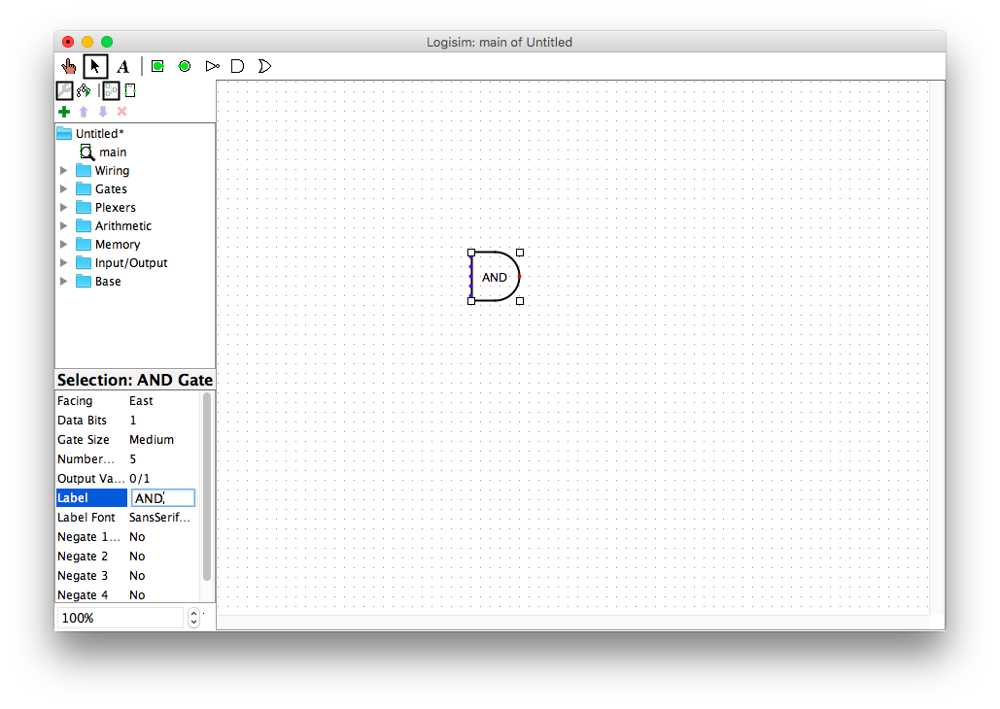 Logisim: main of Untitled
A
Untitled*
main
Wiring
Gates
Plexers
Arithmetic
Memory
Input/Output
Base
AND
Selection: AND Gate
Facing East
Data Bits 1
Gate Size Medium
Number... 5
Output Va... 0/1
Label AND
Label Font SansSerif...
Negate 1... No
Negate 2 No
Negate 3 No
Negate 4 No
100%